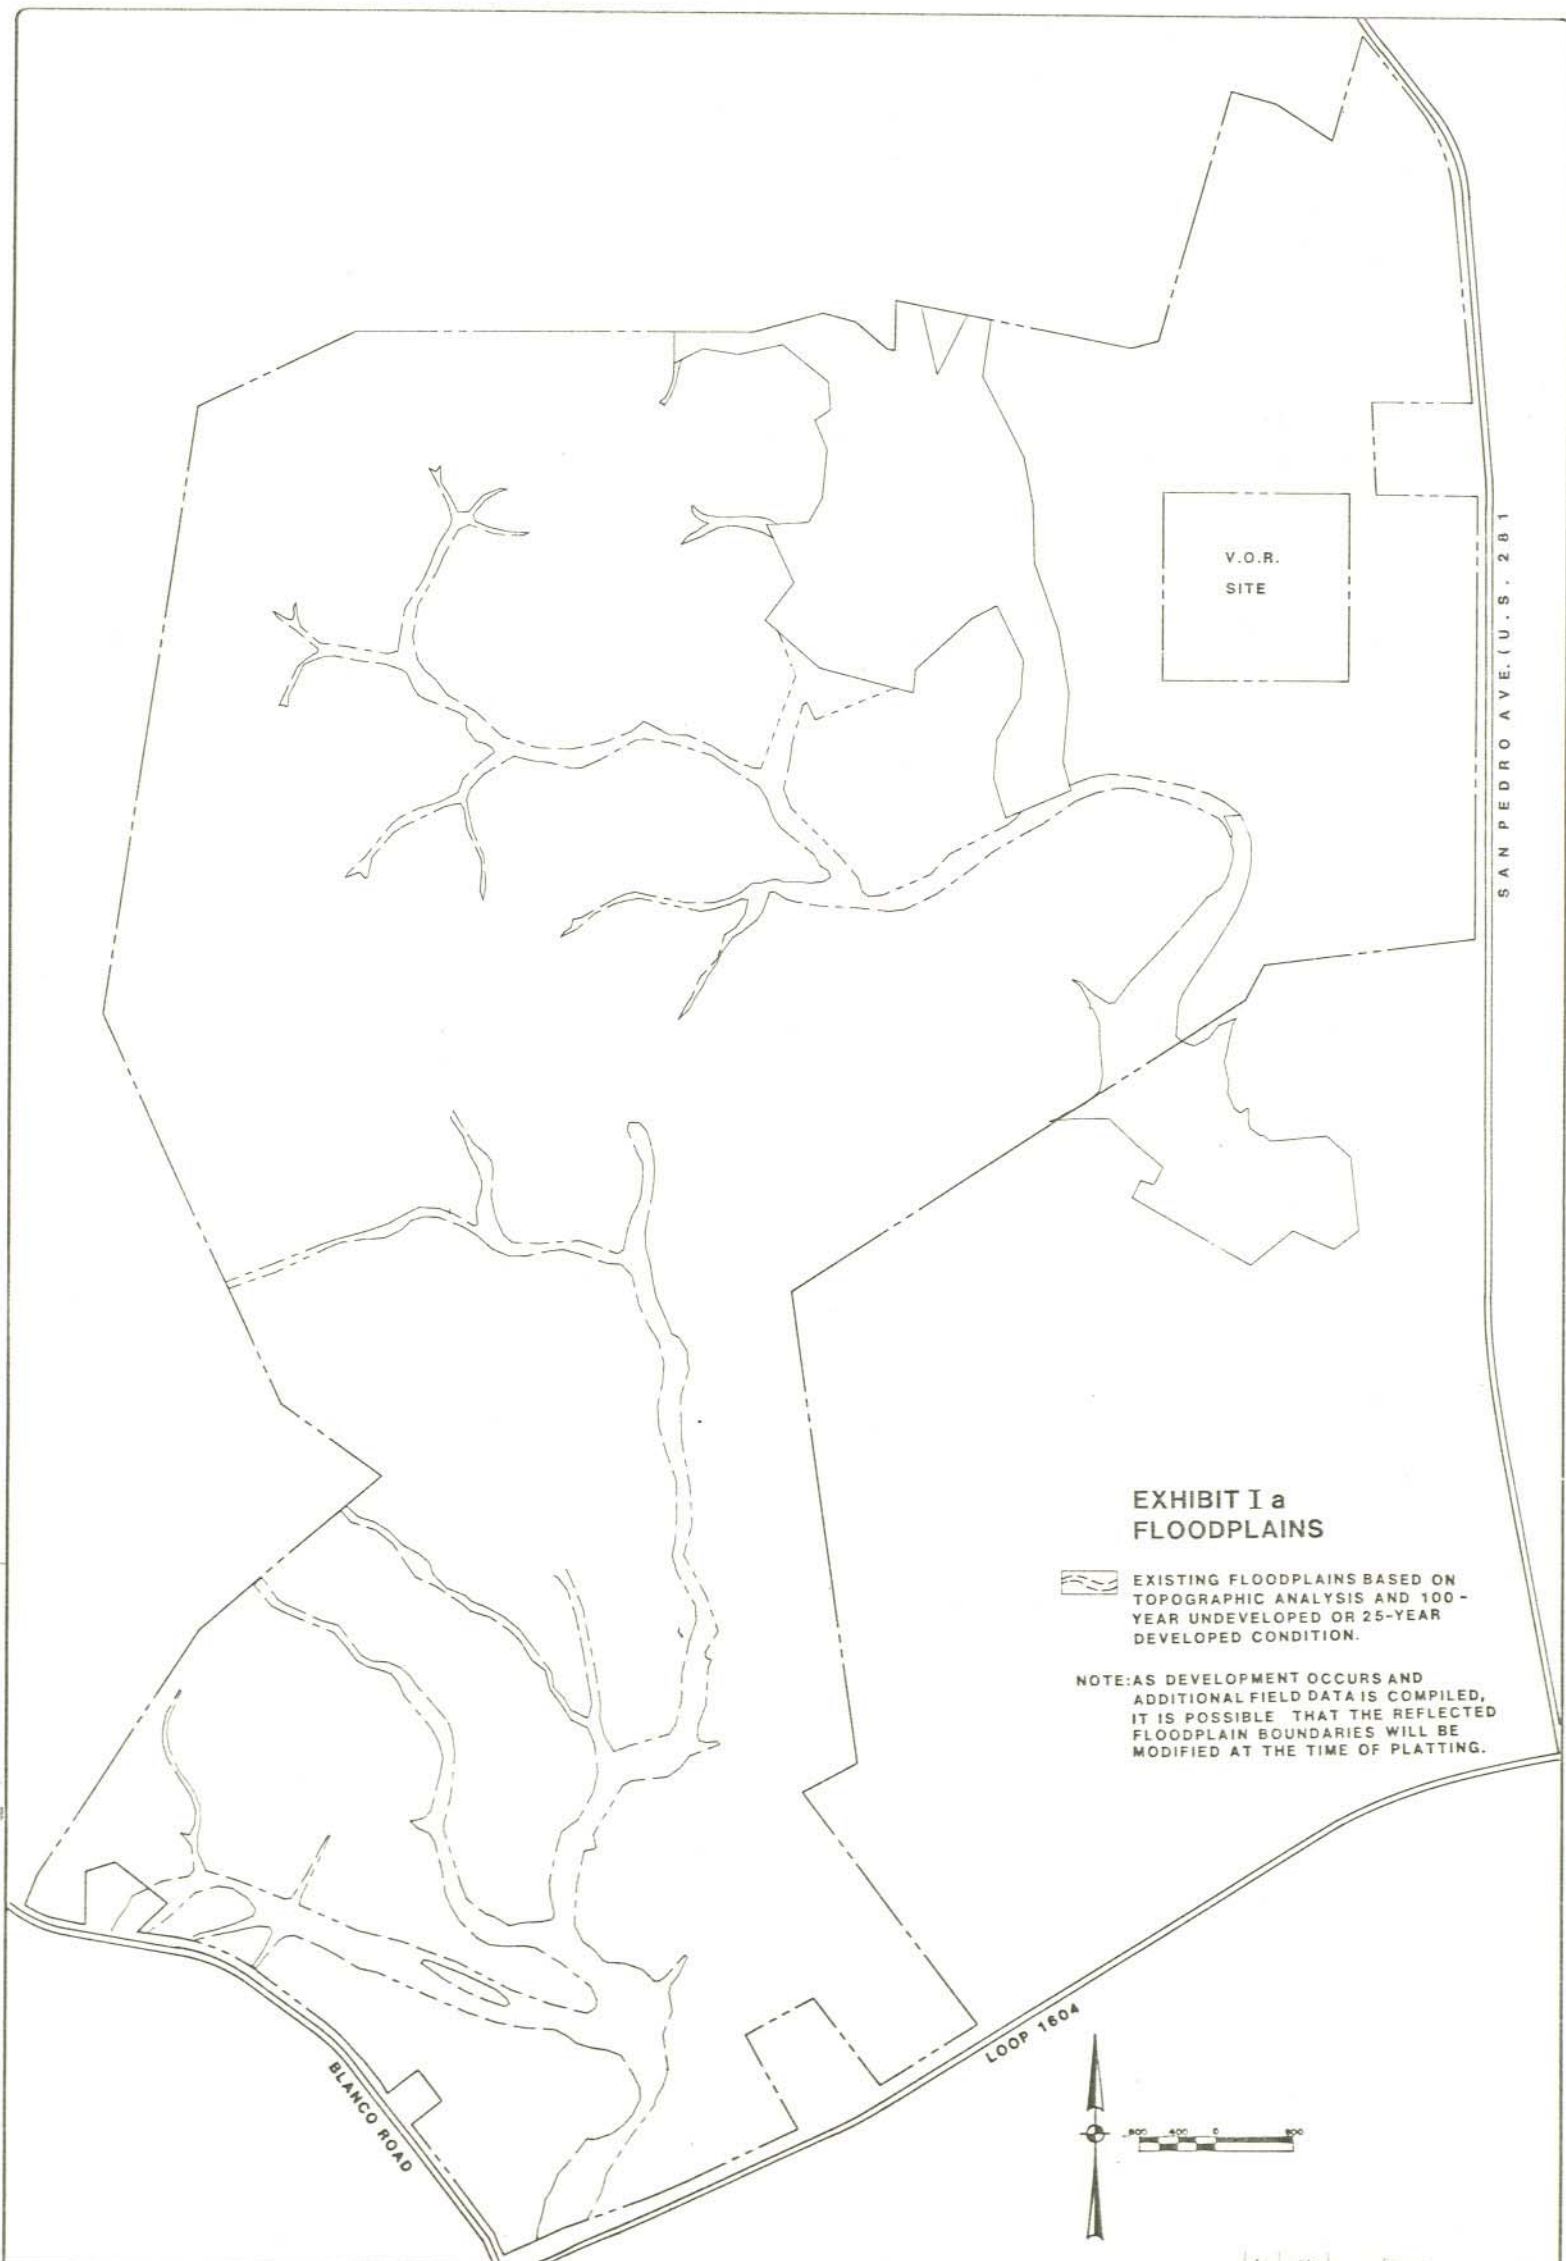 V.O.R.
SITE
SAN PEDRO AVE. (U.S. 281
EXHIBIT I a
FLOODPLAINS
EXISTING FLOODPLAINS BASED ON
TOPOGRAPHIC ANALYSIS AND 100-
YEAR UNDEVELOPED OR 25-YEAR
DEVELOPED CONDITION.
NOTE: AS DEVELOPMENT OCCURS AND
ADDITIONAL FIELD DATA IS COMPILED,
IT IS POSSIBLE THAT THE REFLECTED
FLOODPLAIN BOUNDARIES WILL BE
MODIFIED AT THE TIME OF PLATTING.
LOOP 1604
BLANCO ROAD
800 400 0 800